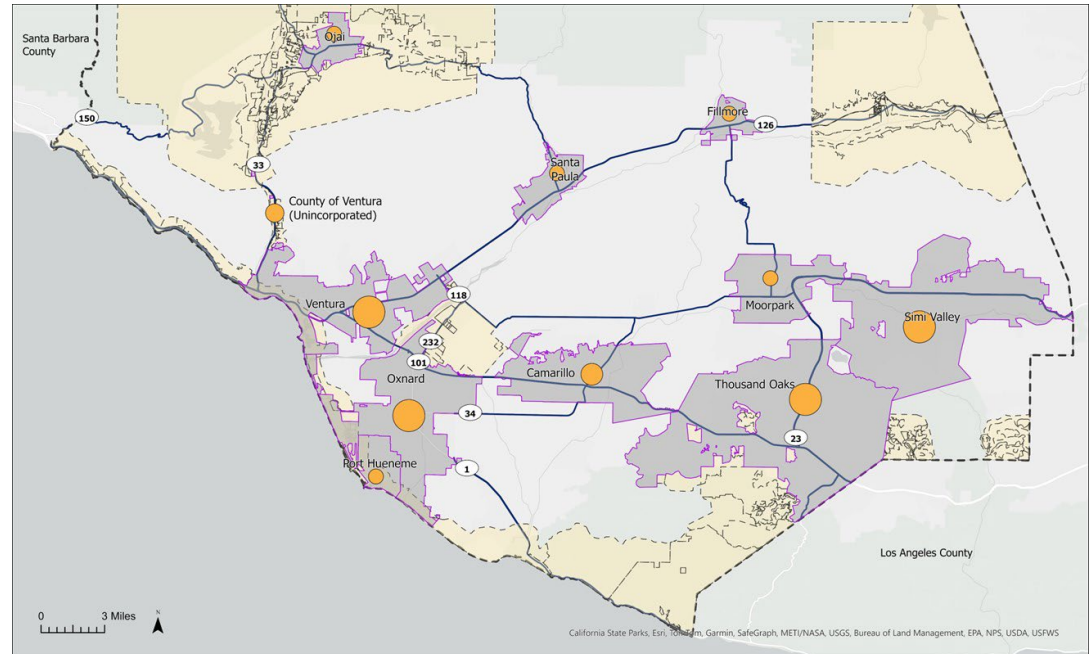 Santa Barbara
County
Ojai
150
Fillmore
126
33
Santa
Paula
County of Ventura
(Unincorporated)
118
Ventura
Moorpark
Simi Valley
232
101
Oxnard
Camarillo
Thousand Oaks
34
23
Port Hueneme
1
Los Angeles County
0 3 Miles
N
California State Parks, Esri, TomTom, Garmin, SafeGraph, METI/NASA, USGS, Bureau of Land Management, EPA, NPS, USDA, USFWS